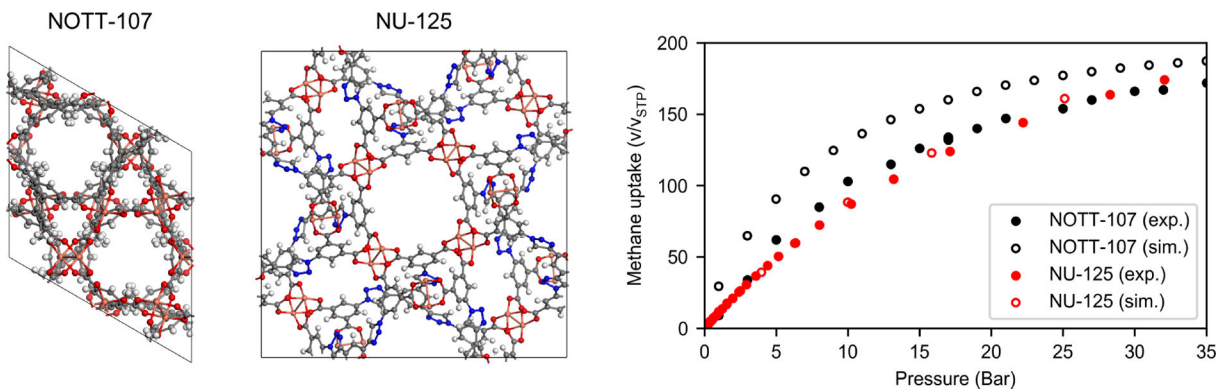 NOTT-107
NU-125
200
150
100
50
0
Methane uptake (v/v_STP)
0
5
10
15
20
25
30
35
Pressure (Bar)
NOTT-107 (exp.)
NOTT-107 (sim.)
NU-125 (exp.)
NU-125 (sim.)